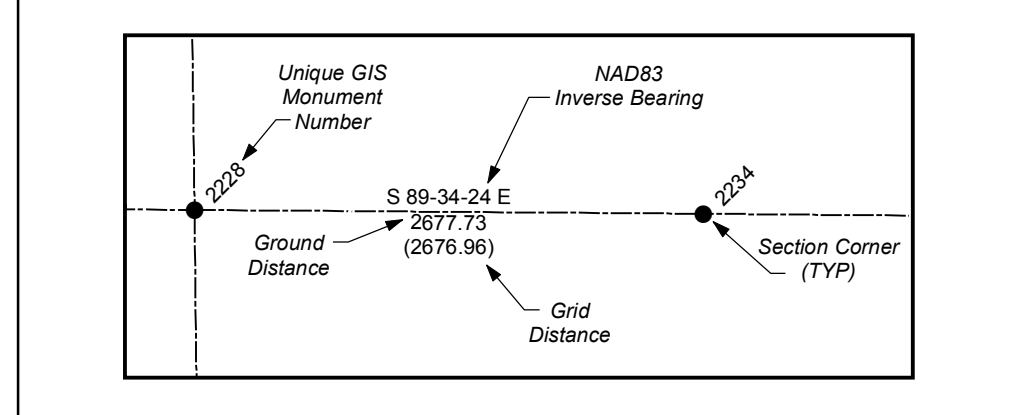 Unique GIS
Monument
Number
NAD83
Inverse Bearing
2228
S 89-34-24 E
2677.73
(2676.96)
2234
Ground
Distance
Section Corner
(TYP)
Grid
Distance